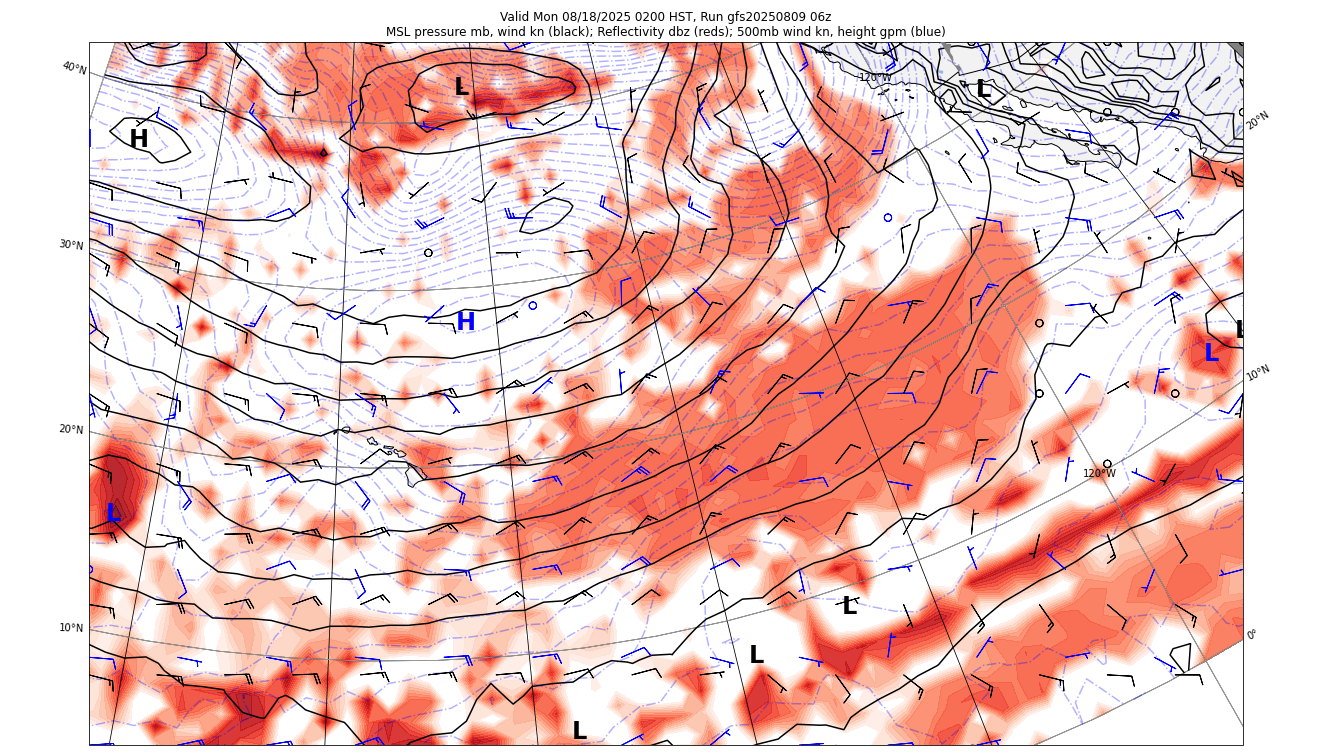 Valid Mon 08/18/2025 0200 HST, Run gfs20250809 06z
MSL pressure mb, wind kn (black); Reflectivity dbz (reds); 500mb wind kn, height gpm (blue)
40°N
120°W
L
L
20°N
H
30°N
H
L
L
10°N
20°N
120°W
L
L
10°N
0°
L
L